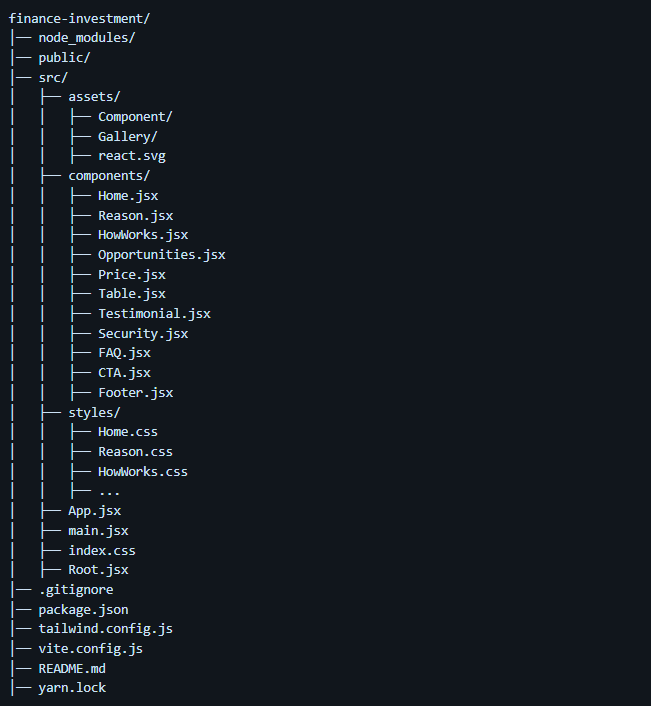 finance-investment/
│── node_modules/
│── public/
│── src/
│   ├── assets/
│   │   ├── Component/
│   │   ├── Gallery/
│   │   ├── react.svg
│   ├── components/
│   │   ├── Home.jsx
│   │   ├── Reason.jsx
│   │   ├── HowWorks.jsx
│   │   ├── Opportunities.jsx
│   │   ├── Price.jsx
│   │   ├── Table.jsx
│   │   ├── Testimonial.jsx
│   │   ├── Security.jsx
│   │   ├── FAQ.jsx
│   │   ├── CTA.jsx
│   │   ├── Footer.jsx
│   ├── styles/
│   │   ├── Home.css
│   │   ├── Reason.css
│   │   ├── HowWorks.css
│   │   ├── ...
│   ├── App.jsx
│   ├── main.jsx
│   ├── index.css
│   ├── Root.jsx
│── .gitignore
│── package.json
│── tailwind.config.js
│── vite.config.js
│── README.md
│── yarn.lock